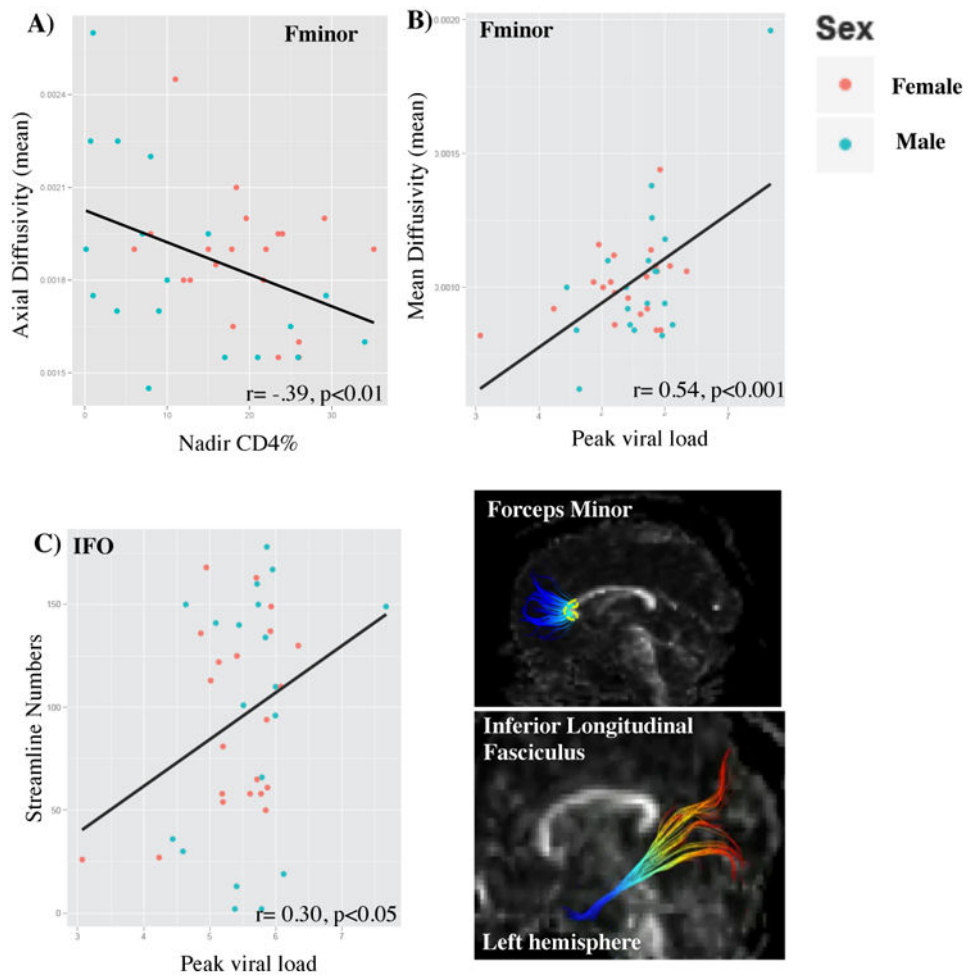 A)
Fminor
0.0024
0.0021
0.0018
0.0015
Axial Diffusivity (mean)
0 10 20 30
r= -.39, p<0.01
Nadir CD4%
B)
Fminor
0.0020
0.0015
0.0010
Mean Diffusivity (mean)
3 4 5 6 7
r= 0.54, p<0.001
Peak viral load
Sex
Female
Male
C)
IFO
150
100
50
0
Streamline Numbers
3 4 5 6 7
r= 0.30, p<0.05
Peak viral load
Forceps Minor
Inferior Longitudinal
Fasciculus
Left hemisphere